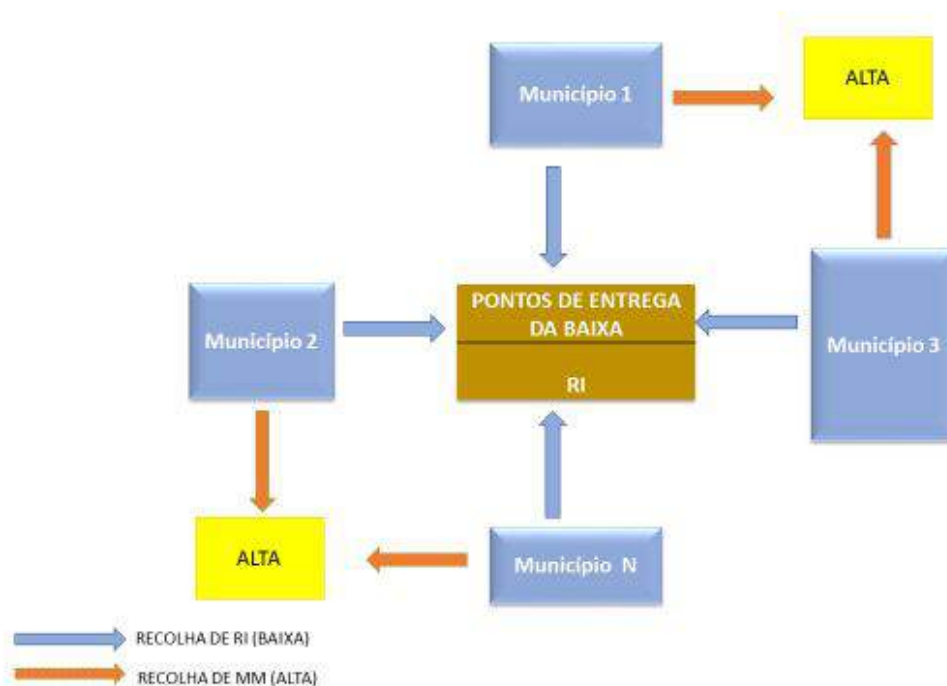 Município 1
ALTA
PONTOS DE ENTREGA
DA BAIXA
RI
Município 2
Município 3
ALTA
Município N
RECOLHA DE RI (BAIXA)
RECOLHA DE MM (ALTA)